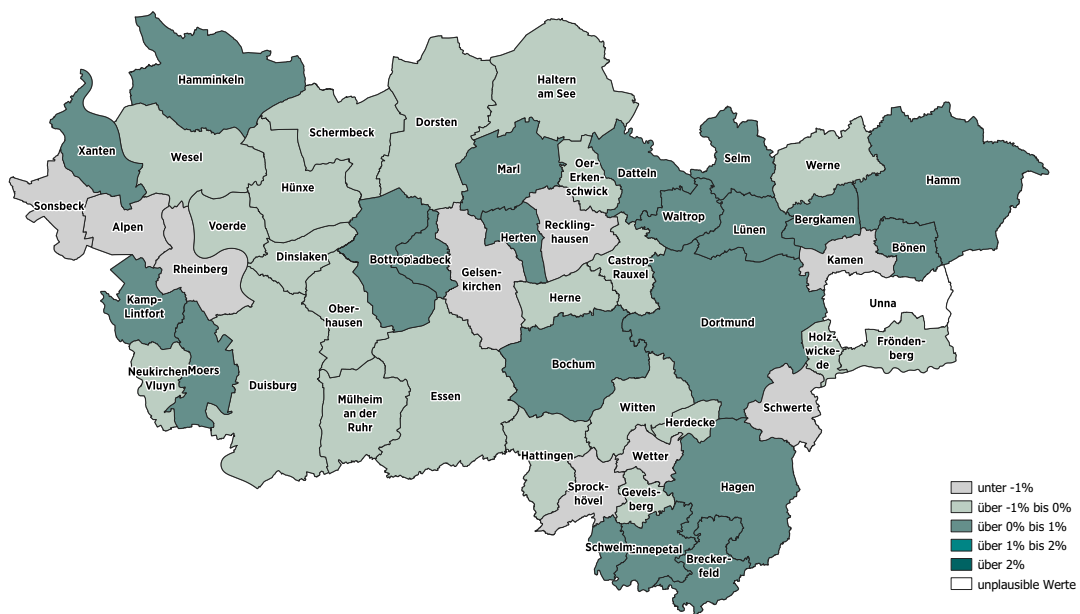 Hamminkeln
Haltern
am See
Dorsten
Schermbeck
Xanten
Wesel
Marl
Oer-
Erken-
schwick
Datteln
Selm
Werne
Hamm
Hünxe
Sonsbeck
Alpen
Voerde
Waltrop
Lünen
Bergkamen
Bönen
Reckling-
hausen
Herten
Dinslaken
Bottrop
adbeck
Rheinberg
Gelsen-
kirchen
Castrop-
Rauxel
Kamen
Kamp-
Lintfort
Ober-
hausen
Herne
Unna
Dortmund
Holz-
wicke-
de
Frönden-
berg
Neukirchen
Vluyn
Moers
Duisburg
Mülheim
an der
Ruhr
Essen
Bochum
Witten
Herdecke
Schwerte
Hattingen
Wetter
Sprock-
hövel
Gevels-
berg
Hagen
Schwelm
nnepetal
Brecker-
feld
unter -1%
über -1% bis 0%
über 0% bis 1%
über 1% bis 2%
über 2%
unplausible Werte